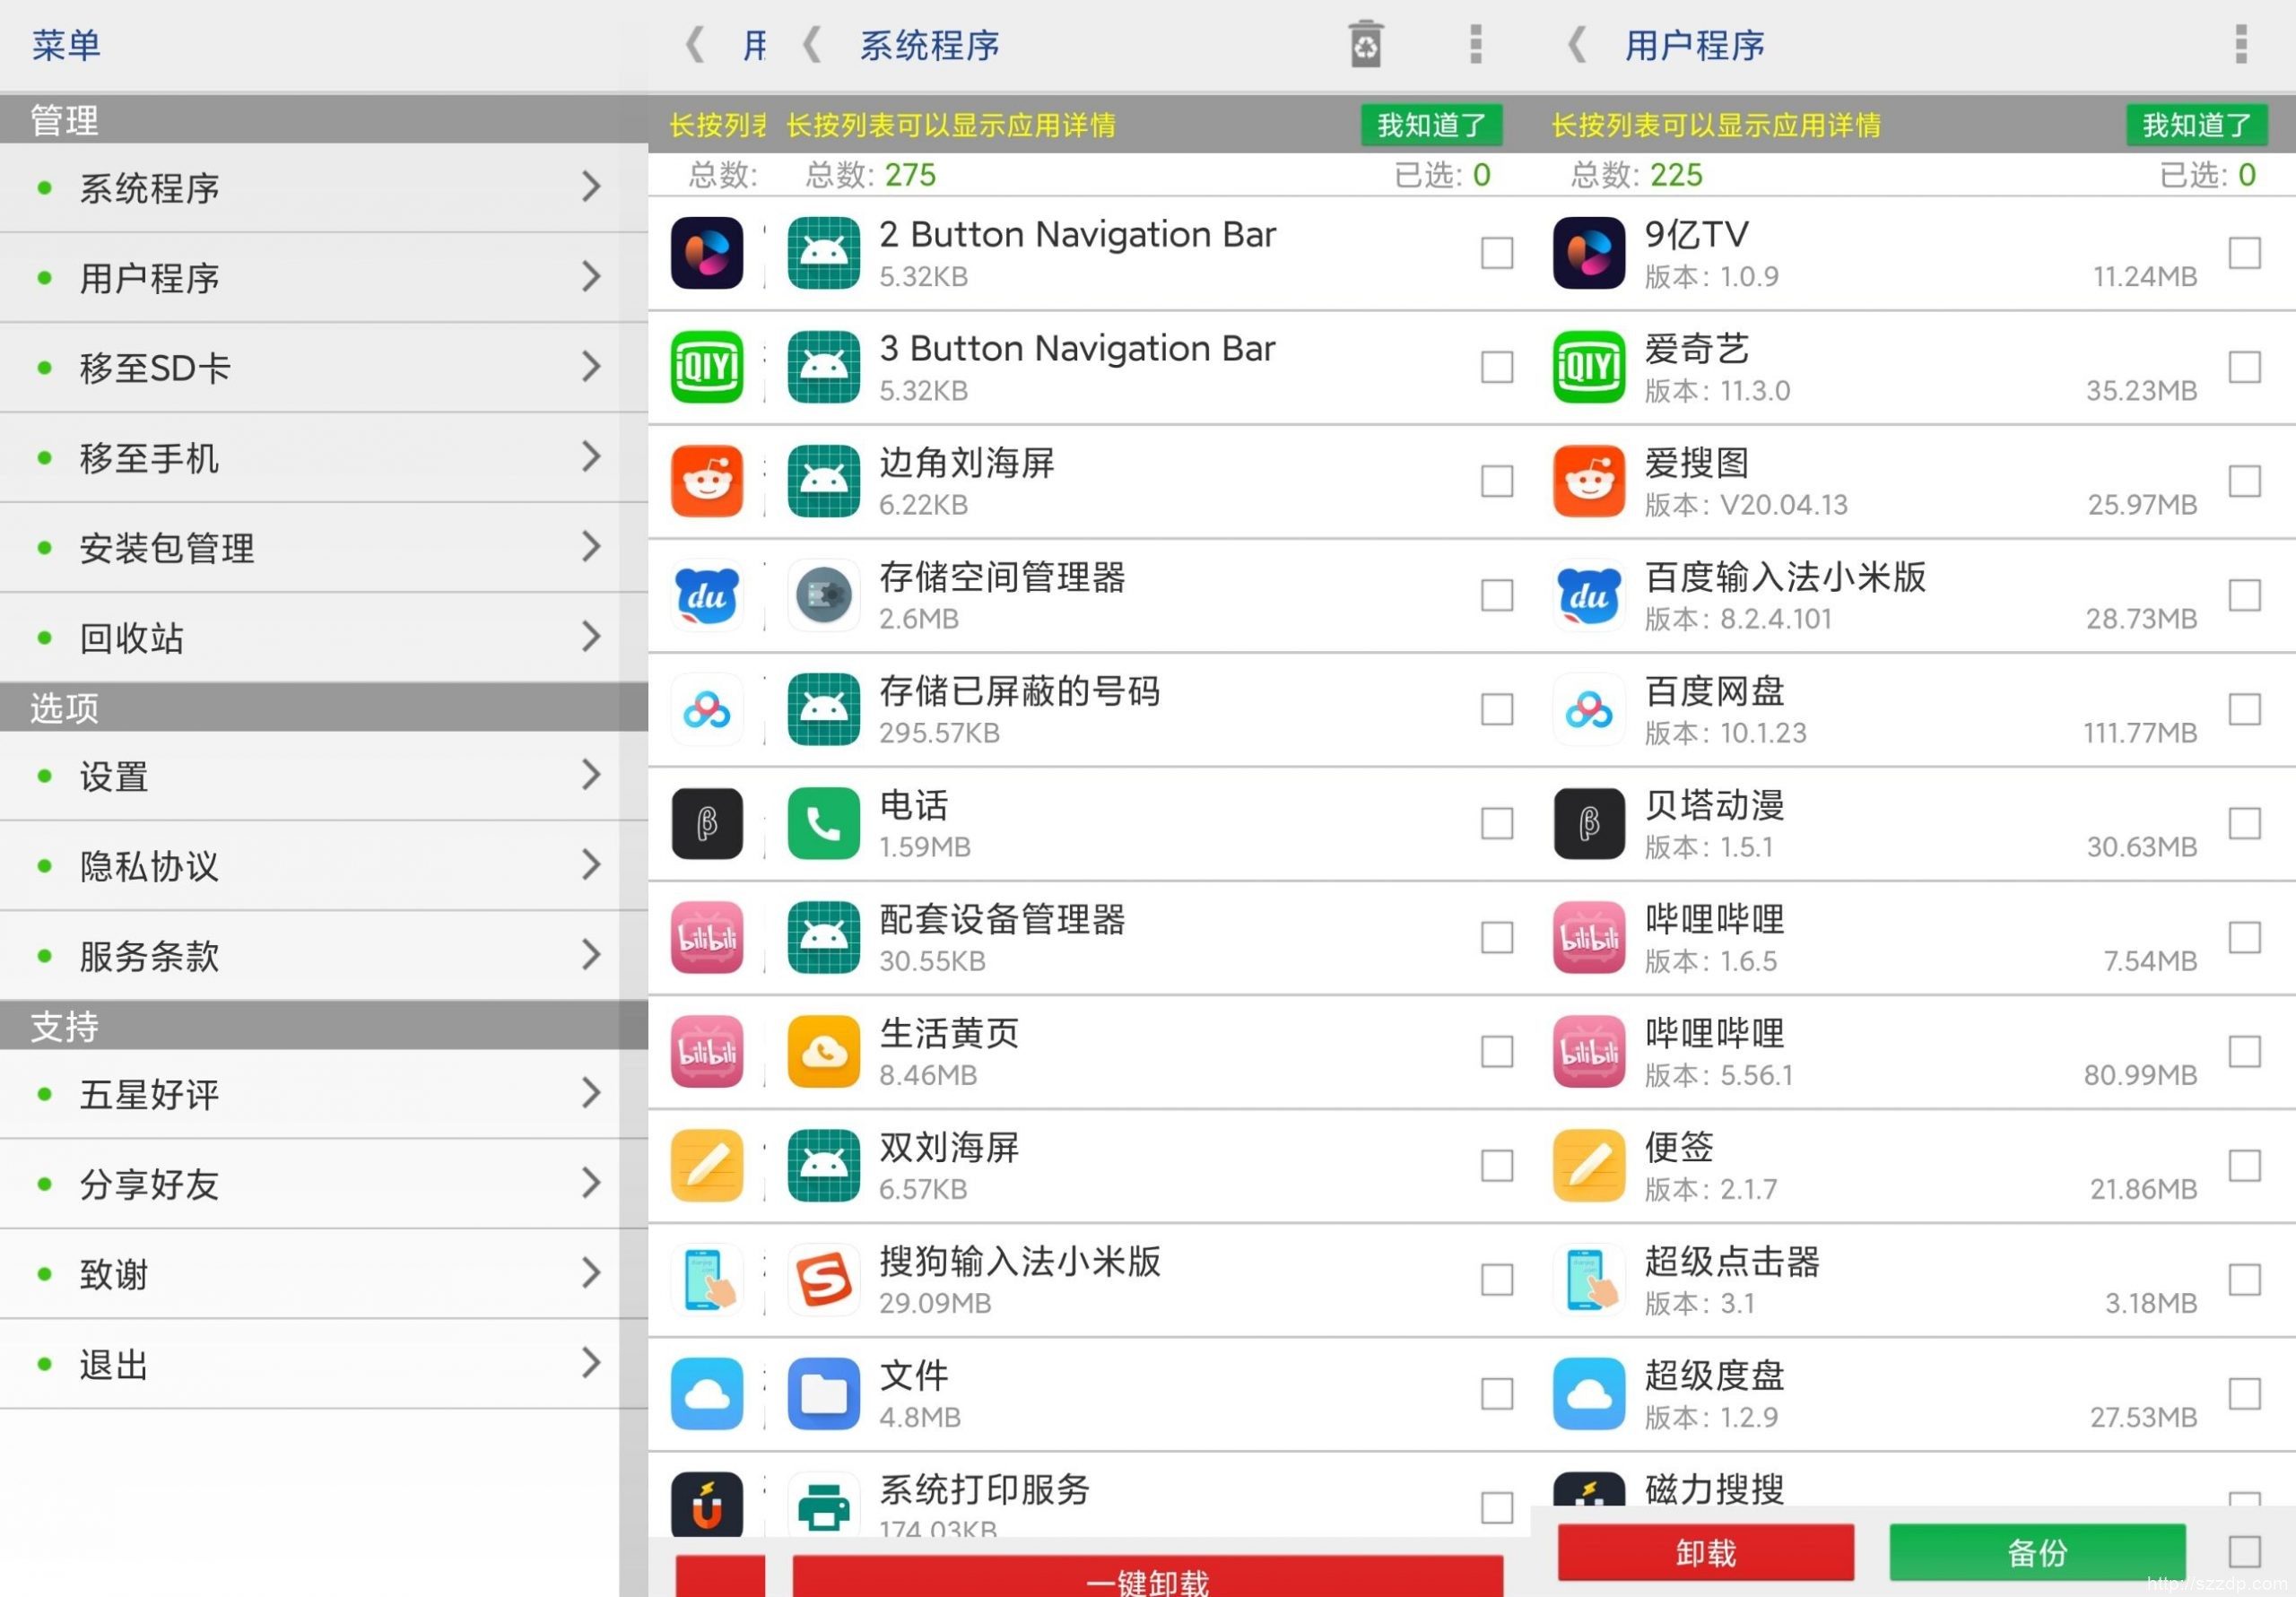 菜单
管理
系统程序
用户程序
移至SD卡
移至手机
安装包管理
回收站
选项
设置
隐私协议
服务条款
支持
五星好评
分享好友
致谢
退出
长按列
总数:
iQIYI
du
β
bilibili
bilibili
系统程序
长按列表可以显示应用详情
我知道了
总数: 275
已选: 0
2 Button Navigation Bar
5.32KB
3 Button Navigation Bar
5.32KB
边角刘海屏
6.22KB
存储空间管理器
2.6MB
存储已屏蔽的号码
295.57KB
电话
1.59MB
配套设备管理器
30.55KB
生活黄页
8.46MB
双刘海屏
6.57KB
搜狗输入法小米版
29.09MB
文件
4.8MB
系统打印服务
174.03KB
一键卸载
用户程序
长按列表可以显示应用详情
我知道了
总数: 225
已选: 0
iQIYI
du
β
bilibili
bilibili
9亿TV
版本: 1.0.9
11.24MB
爱奇艺
版本: 11.3.0
35.23MB
爱搜图
版本: V20.04.13
25.97MB
百度输入法小米版
版本: 8.2.4.101
28.73MB
百度网盘
版本: 10.1.23
111.77MB
贝塔动漫
版本: 1.5.1
30.63MB
哔哩哔哩
版本: 1.6.5
7.54MB
哔哩哔哩
版本: 5.56.1
80.99MB
便签
版本: 2.1.7
21.86MB
超级点击器
版本: 3.1
3.18MB
超级度盘
版本: 1.2.9
27.53MB
磁力搜搜
卸载
备份
http://szzdp.com